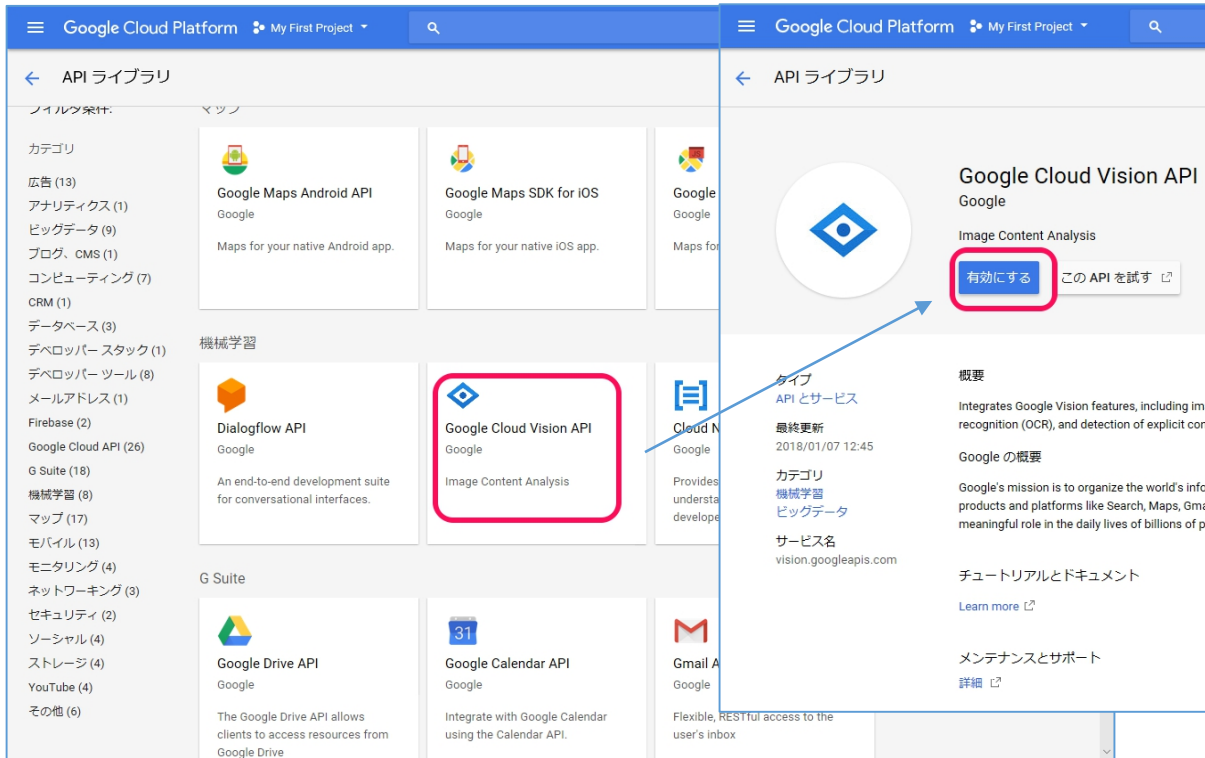 Google Cloud Platform
My First Project
API ライブラリ
フィルタ条件:
カテゴリ
広告 (13)
アナリティクス (1)
ビッグデータ (9)
ブログ、CMS (1)
コンピューティング (7)
CRM (1)
データベース (3)
デベロッパー スタック (1)
デベロッパー ツール (8)
メールアドレス (1)
Firebase (2)
Google Cloud API (26)
G Suite (18)
機械学習 (8)
マップ (17)
モバイル (13)
モニタリング (4)
ネットワーキング (3)
セキュリティ (2)
ソーシャル (4)
ストレージ (4)
YouTube (4)
その他 (6)
マップ
Google Maps Android API
Google
Maps for your native Android app.
Google Maps SDK for iOS
Google
Maps for your native iOS app.
Google
Google
Maps for
機械学習
Dialogflow API
Google
An end-to-end development suite
for conversational interfaces.
Google Cloud Vision API
Google
Image Content Analysis
Cloud N
Google
Provides
understa
develope
G Suite
Google Drive API
Google
The Google Drive API allows
clients to access resources from
Google Drive
31
Google Calendar API
Google
Integrate with Google Calendar
using the Calendar API.
Gmail A
Google
Flexible, RESTful access to the
user's inbox
Google Cloud Platform
My First Project
API ライブラリ
Google Cloud Vision API
Google
Image Content Analysis
有効にする
この API を試す
タイプ
API とサービス
最終更新
2018/01/07 12:45
カテゴリ
機械学習
ビッグデータ
サービス名
vision.googleapis.com
概要
Integrates Google Vision features, including im
recognition (OCR), and detection of explicit con
Google の概要
Google's mission is to organize the world's info
products and platforms like Search, Maps, Gma
meaningful role in the daily lives of billions of p
チュートリアルとドキュメント
Learn more
メンテナンスとサポート
詳細